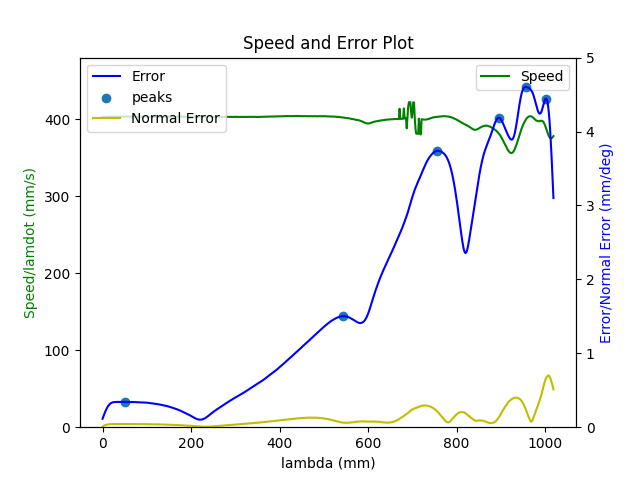 Speed and Error Plot
Error
peaks
Normal Error
Speed
Speed/lamdot (mm/s)
400
300
200
100
0
Error/Normal Error (mm/deg)
5
4
3
2
1
0
0 200 400 600 800 1000
lambda (mm)